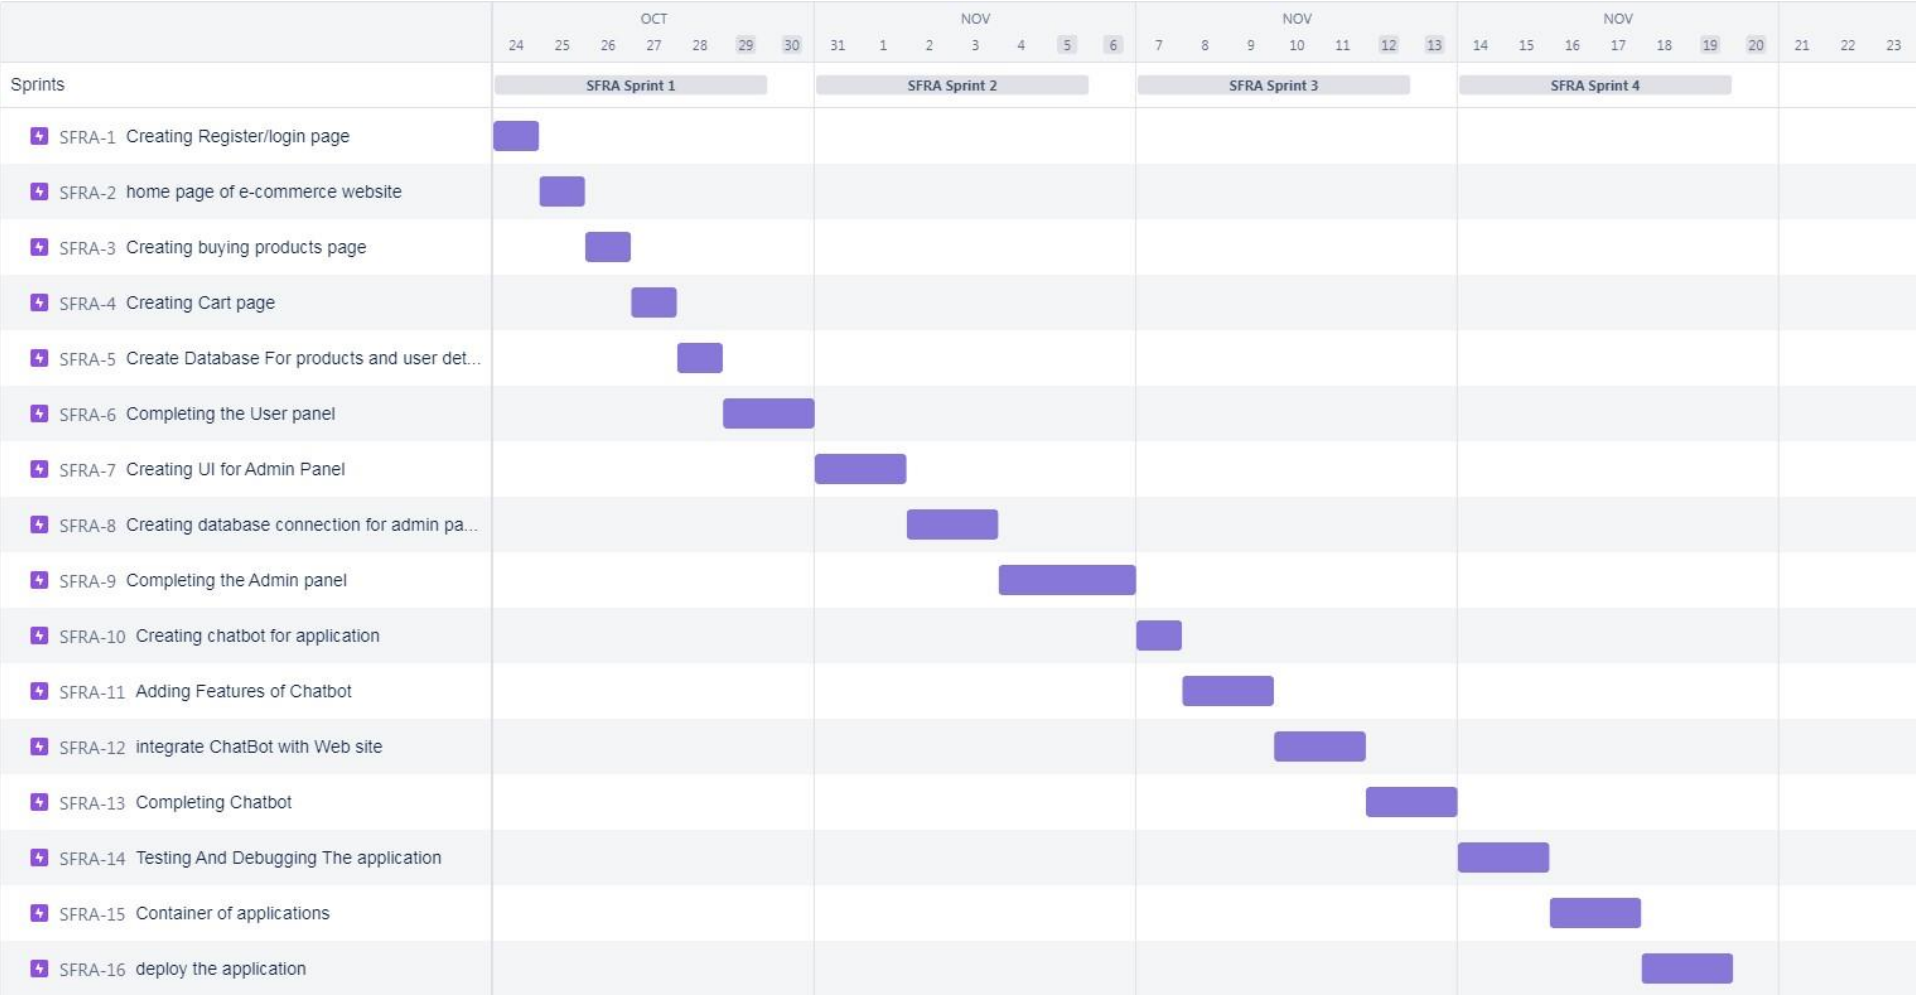 OCT NOV NOV NOV
24 25 26 27 28 29 30 31 1 2 3 4 5 6 7 8 9 10 11 12 13 14 15 16 17 18 19 20 21 22 23
Sprints SFRA Sprint 1 SFRA Sprint 2 SFRA Sprint 3 SFRA Sprint 4
SFRA-1 Creating Register/login page
SFRA-2 home page of e-commerce website
SFRA-3 Creating buying products page
SFRA-4 Creating Cart page
SFRA-5 Create Database For products and user det...
SFRA-6 Completing the User panel
SFRA-7 Creating UI for Admin Panel
SFRA-8 Creating database connection for admin pa...
SFRA-9 Completing the Admin panel
SFRA-10 Creating chatbot for application
SFRA-11 Adding Features of Chatbot
SFRA-12 integrate ChatBot with Web site
SFRA-13 Completing Chatbot
SFRA-14 Testing And Debugging The application
SFRA-15 Container of applications
SFRA-16 deploy the application